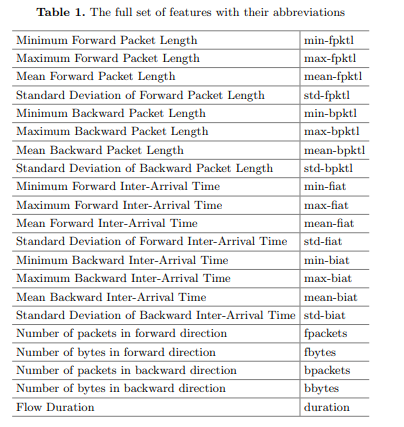 Table 1. The full set of features with their abbreviations
Minimum Forward Packet Length min-fpktl
Maximum Forward Packet Length max-fpktl
Mean Forward Packet Length mean-fpktl
Standard Deviation of Forward Packet Length std-fpktl
Minimum Backward Packet Length min-bpktl
Maximum Backward Packet Length max-bpktl
Mean Backward Packet Length mean-bpktl
Standard Deviation of Backward Packet Length std-bpktl
Minimum Forward Inter-Arrival Time min-fiat
Maximum Forward Inter-Arrival Time max-fiat
Mean Forward Inter-Arrival Time mean-fiat
Standard Deviation of Forward Inter-Arrival Time std-fiat
Minimum Backward Inter-Arrival Time min-biat
Maximum Backward Inter-Arrival Time max-biat
Mean Backward Inter-Arrival Time mean-biat
Standard Deviation of Backward Inter-Arrival Time std-biat
Number of packets in forward direction fpackets
Number of bytes in forward direction fbytes
Number of packets in backward direction bpackets
Number of bytes in backward direction bbytes
Flow Duration duration